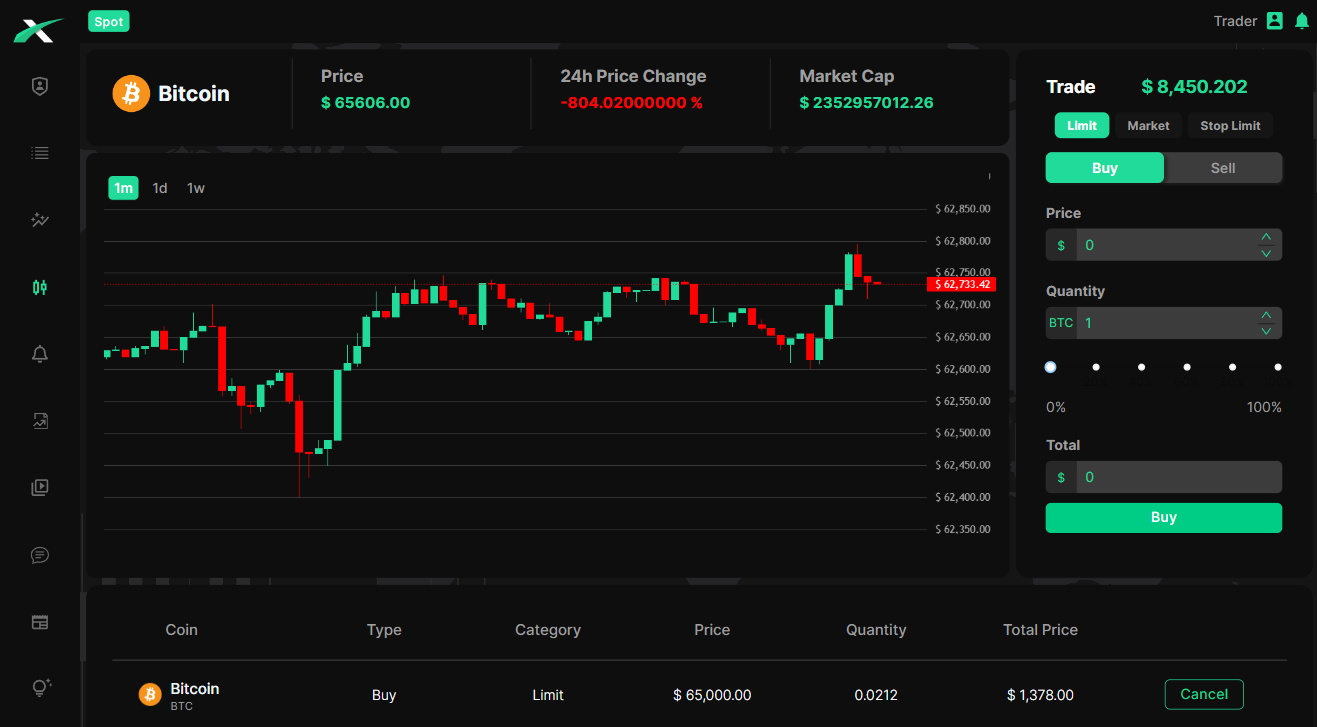 Spot
Trader
Bitcoin
Price
$ 65606.00
24h Price Change
-804.02000000 %
Market Cap
$ 2352957012.26
Trade
$ 8,450.202
Limit
Market
Stop Limit
Buy
Sell
Price
$
0
Quantity
BTC
1
0%
100%
Total
$
0
Buy
1m
1d
1w
$ 62,850.00
$ 62,800.00
$ 62,750.00
$ 62,733.42
$ 62,700.00
$ 62,650.00
$ 62,600.00
$ 62,550.00
$ 62,500.00
$ 62,450.00
$ 62,400.00
$ 62,350.00
Coin
Type
Category
Price
Quantity
Total Price
Bitcoin
BTC
Buy
Limit
$ 65,000.00
0.0212
$ 1,378.00
Cancel